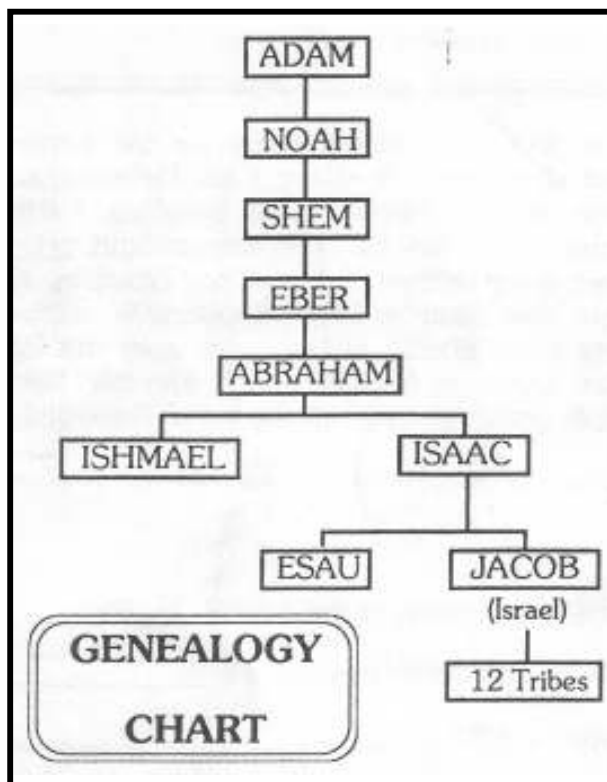 ADAM
NOAH
SHEM
EBER
ABRAHAM
ISHMAEL ISAAC
ESAU JACOB
(Israel)
12 Tribes
GENEALOGY
CHART